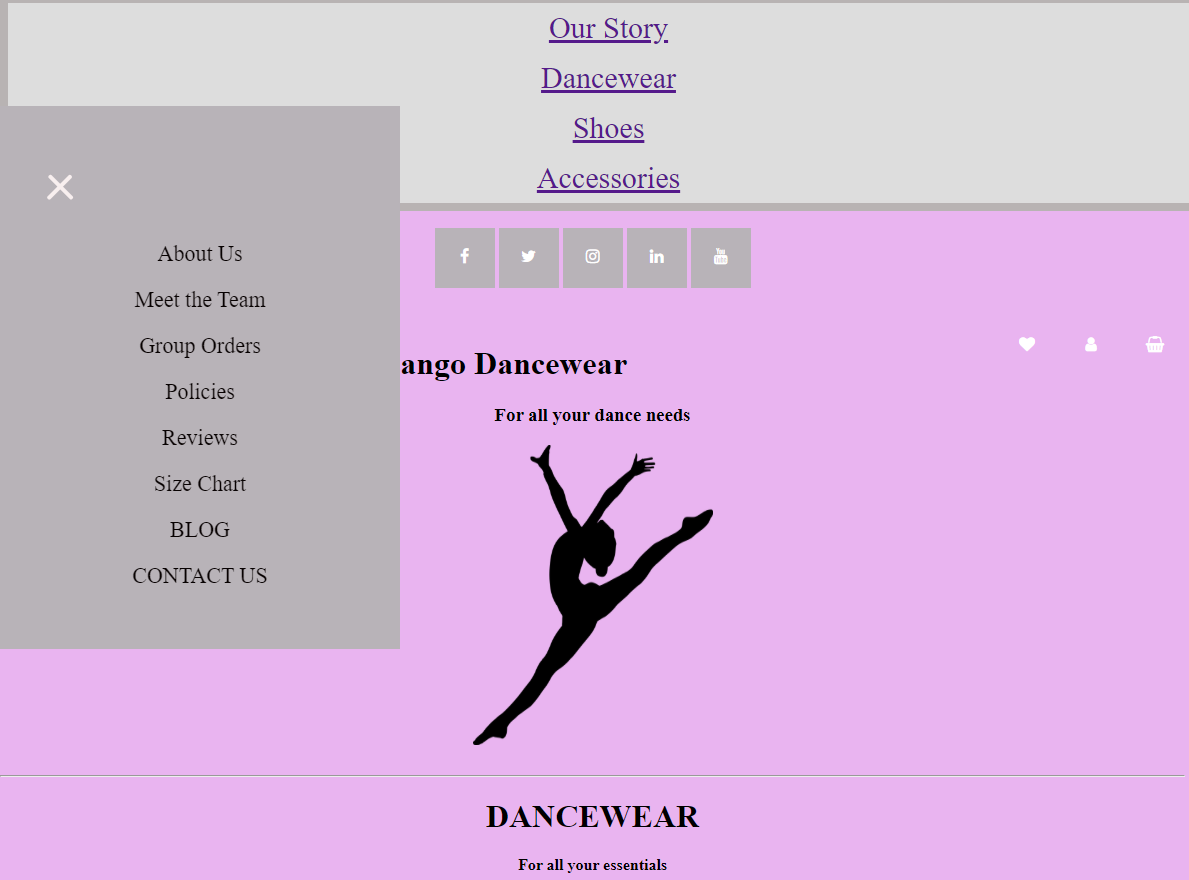 Our Story
Dancewear
Shoes
Accessories
About Us
Meet the Team
Group Orders
Policies
Reviews
Size Chart
BLOG
CONTACT US
ango Dancewear
For all your dance needs
DANCEWEAR
For all your essentials